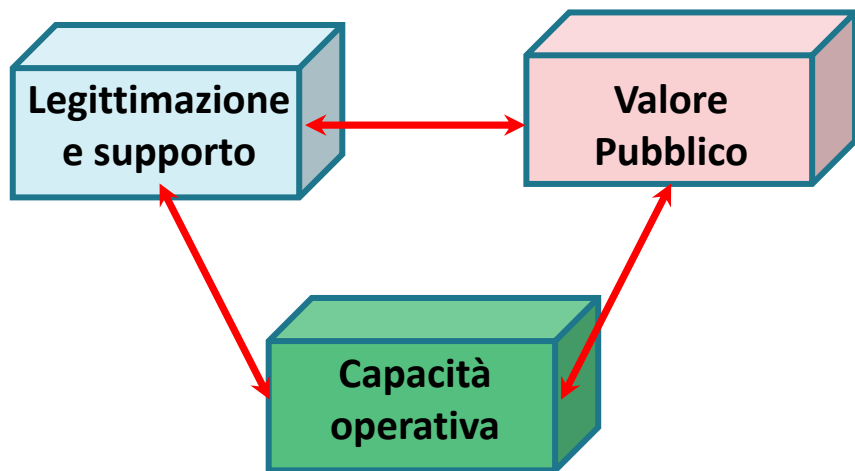 Legittimazione
e supporto
Valore
Pubblico
Capacità
operativa